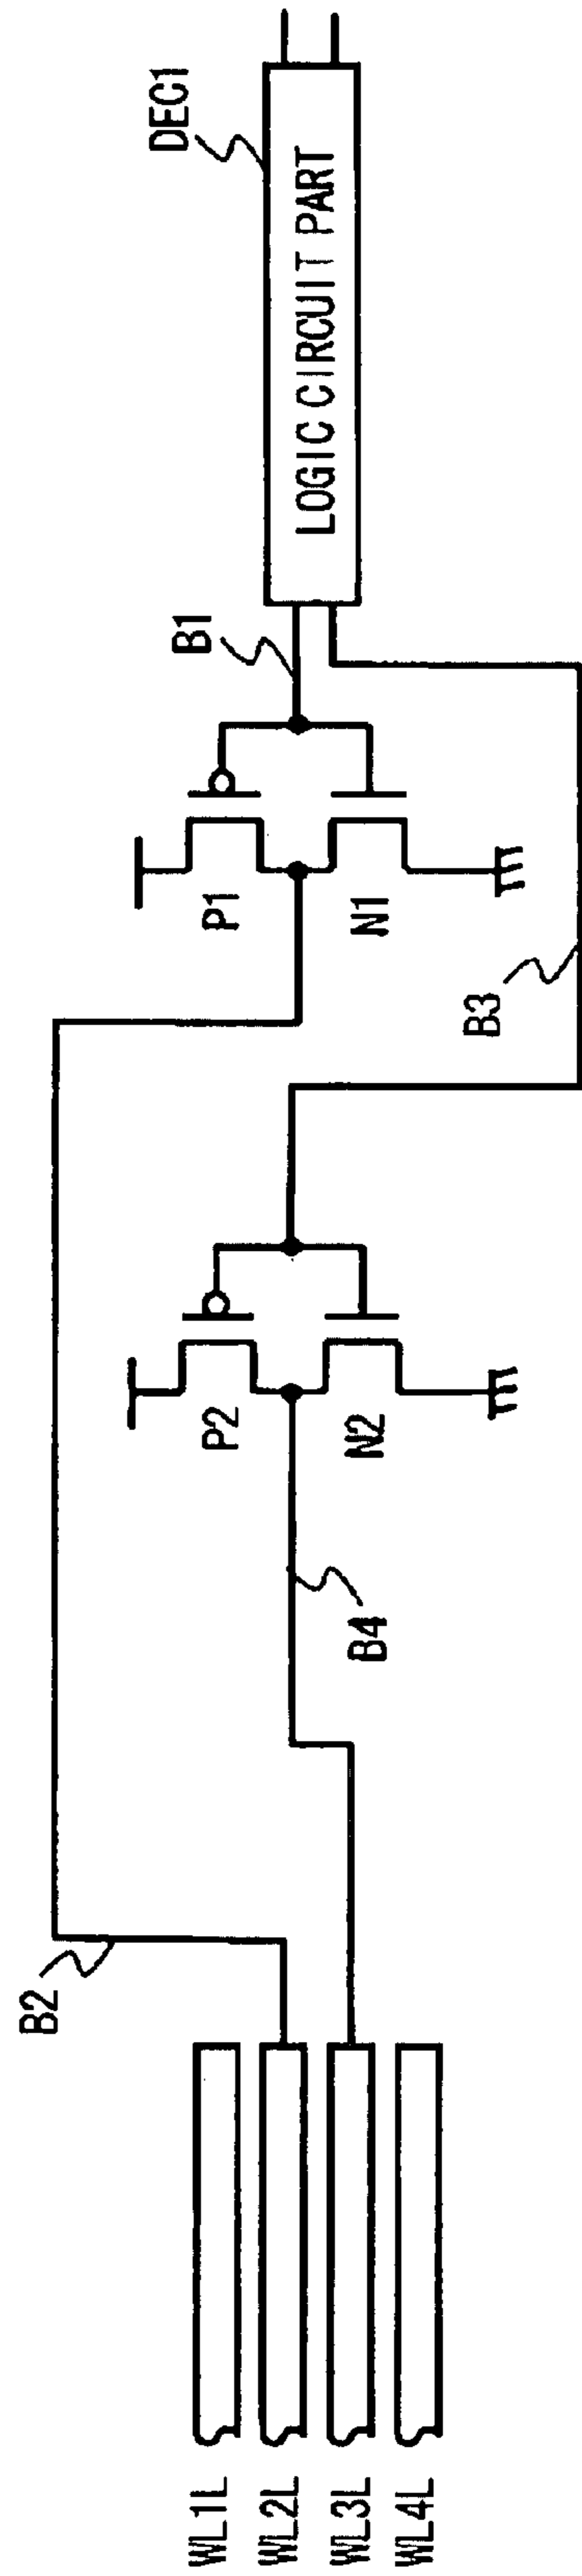 DEC1
LOGIC CIRCUIT PART
B1
P1
N1
B3
P2
N2
B4
B2
WL1L
WL2L
WL3L
WL4L